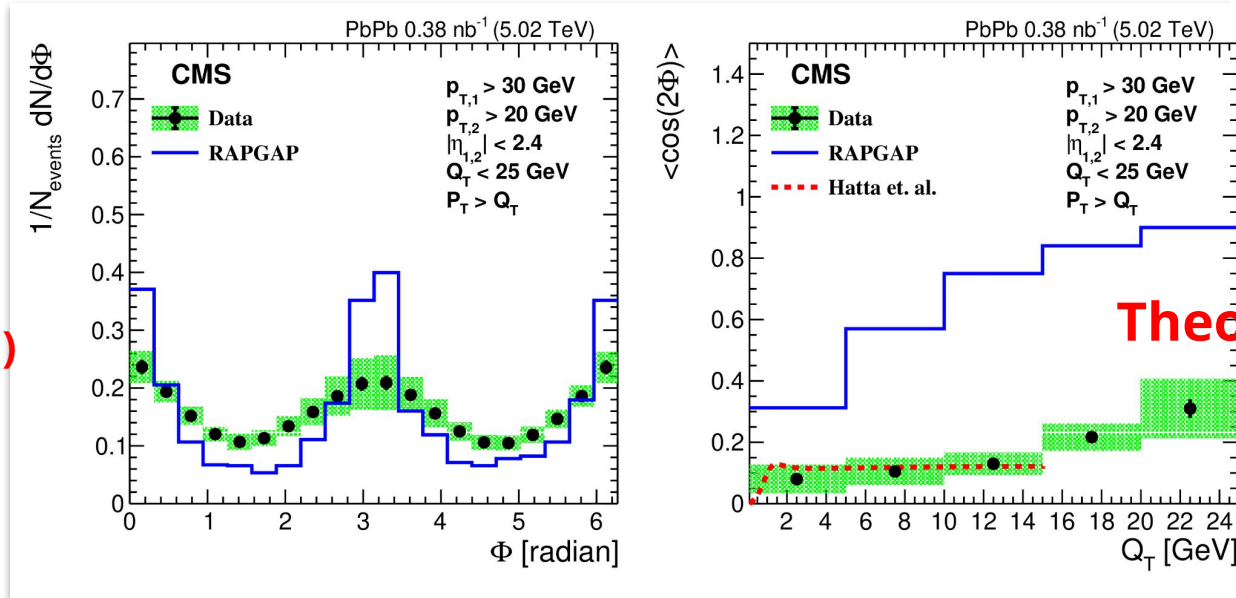 PbPb 0.38 nb⁻¹ (5.02 TeV)
1/N_events dN/dΦ
CMS
Data
RAPGAP
p_T,1 > 30 GeV
p_T,2 > 20 GeV
|η_1,2| < 2.4
Q_T < 25 GeV
P_T > Q_T
0.7
0.6
0.5
0.4
0.3
0.2
0.1
0
0 1 2 3 4 5 6
Φ [radian]
)
PbPb 0.38 nb⁻¹ (5.02 TeV)
<cos(2Φ)>
CMS
Data
RAPGAP
Hatta et. al.
p_T,1 > 30 GeV
p_T,2 > 20 GeV
|η_1,2| < 2.4
Q_T < 25 GeV
P_T > Q_T
1.4
1.2
1
0.8
0.6
0.4
0.2
0
2 4 6 8 10 12 14 16 18 20 22 24
Q_T [GeV]
Theo